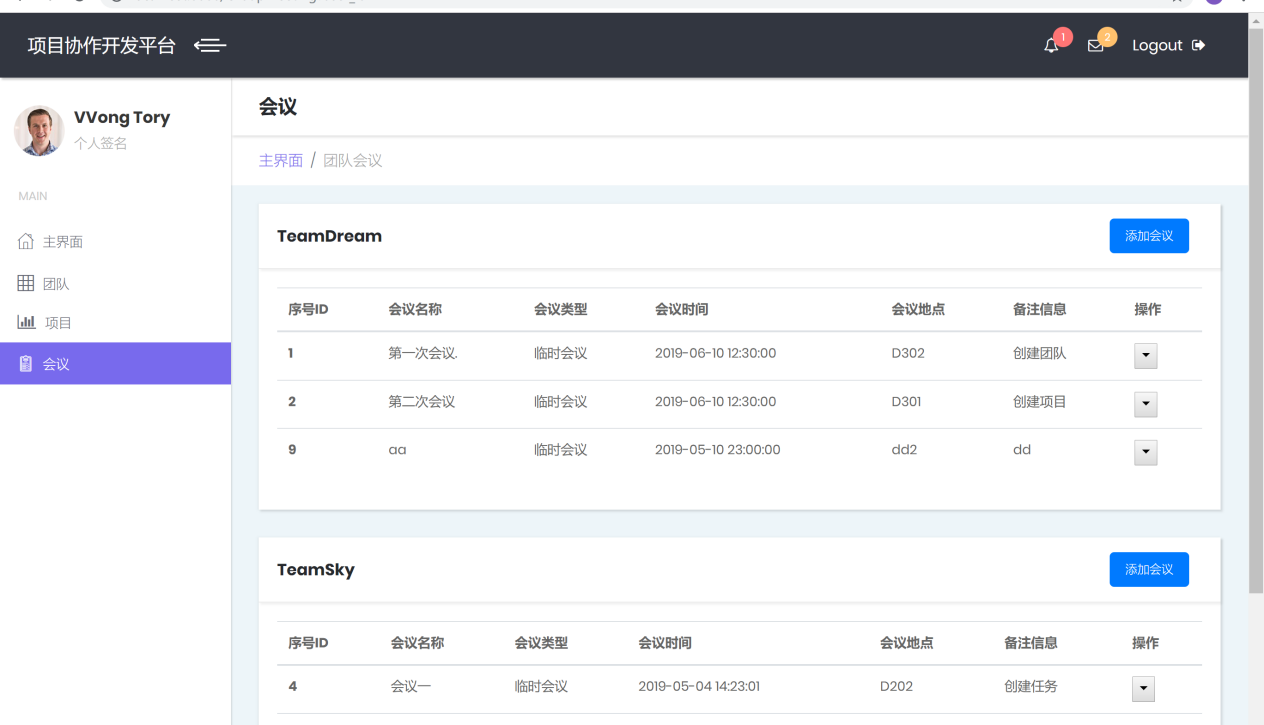 项目协作开发平台
1
2
Logout
VVong Tory
个人签名
MAIN
主界面
团队
项目
会议
会议
主界面 / 团队会议
TeamDream
添加会议
序号ID 会议名称 会议类型 会议时间 会议地点 备注信息 操作
1 第一次会议. 临时会议 2019-06-10 12:30:00 D302 创建团队
2 第二次会议 临时会议 2019-06-10 12:30:00 D301 创建项目
9 aa 临时会议 2019-05-10 23:00:00 dd2 dd
TeamSky
添加会议
序号ID 会议名称 会议类型 会议时间 会议地点 备注信息 操作
4 会议一 临时会议 2019-05-04 14:23:01 D202 创建任务